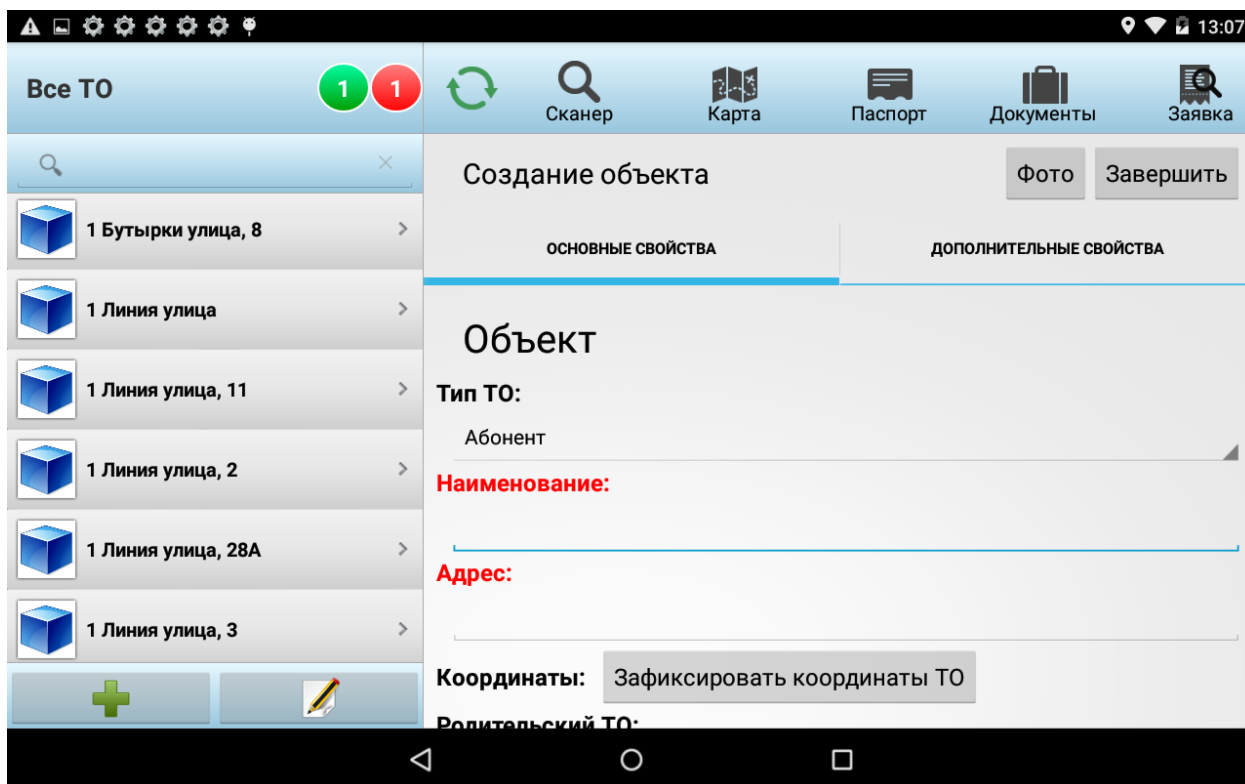 13:07
Все ТО
1
1
Сканер
Карта
Паспорт
Документы
Заявка
1 Бутырки улица, 8
1 Линия улица
1 Линия улица, 11
1 Линия улица, 2
1 Линия улица, 28А
1 Линия улица, 3
Создание объекта
Фото
Завершить
ОСНОВНЫЕ СВОЙСТВА
ДОПОЛНИТЕЛЬНЫЕ СВОЙСТВА
Объект
Тип ТО:
Абонент
Наименование:
Адрес:
Координаты:
Зафиксировать координаты ТО
Родительский ТО: